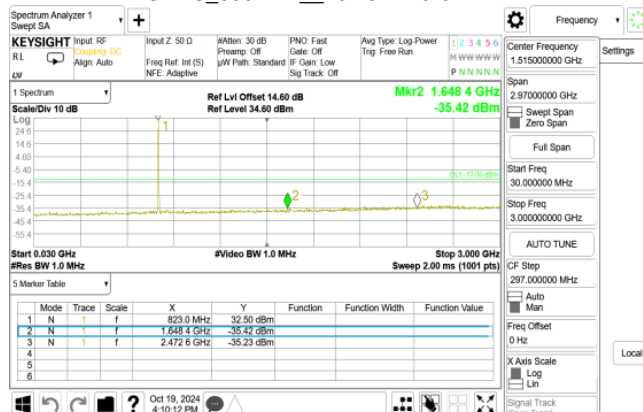 Spectrum Analyzer 1
Swept SA
Frequency
KEYSIGHT
RL
Input: RF
Coupling: DC
Align: Auto
Input Z: 50 Ω
Freq Ref: Int (S)
NFE: Adaptive
#Atten: 30 dB
Preamp: Off
µW Path: Standard
PNO: Fast
Gate: Off
IF Gain: Low
Sig Track: Off
Avg Type: Log-Power
Trig: Free Run
1 2 3 4 5 6
M W W W W W
P N N N N N
Center Frequency
1.515000000 GHz
Settings
Span
2.97000000 GHz
Swept Span
Zero Span
Full Span
Start Freq
30.000000 MHz
Stop Freq
3.000000000 GHz
AUTO TUNE
CF Step
297.000000 MHz
Auto
Man
Freq Offset
0 Hz
X Axis Scale
Log
Lin
Signal Track
Local
1 Spectrum
Scale/Div 10 dB
Ref Lvl Offset 14.60 dB
Ref Level 34.60 dBm
Mkr2 1.648 4 GHz
-35.42 dBm
Log
24.6
14.6
4.60
-5.40
-15.4
-25.4
-35.4
-45.4
-55.4
1
2
3
DL1 -13.00 dBm
Start 0.030 GHz
#Res BW 1.0 MHz
#Video BW 1.0 MHz
Stop 3.000 GHz
Sweep 2.00 ms (1001 pts)
5 Marker Table
Mode Trace Scale X Y Function Function Width Function Value
1 N 1 f 823.0 MHz 32.50 dBm
2 N 1 f 1.648 4 GHz -35.42 dBm
3 N 1 f 2.472 6 GHz -35.23 dBm
4
5
6
?
Oct 19, 2024
4:10:12 PM